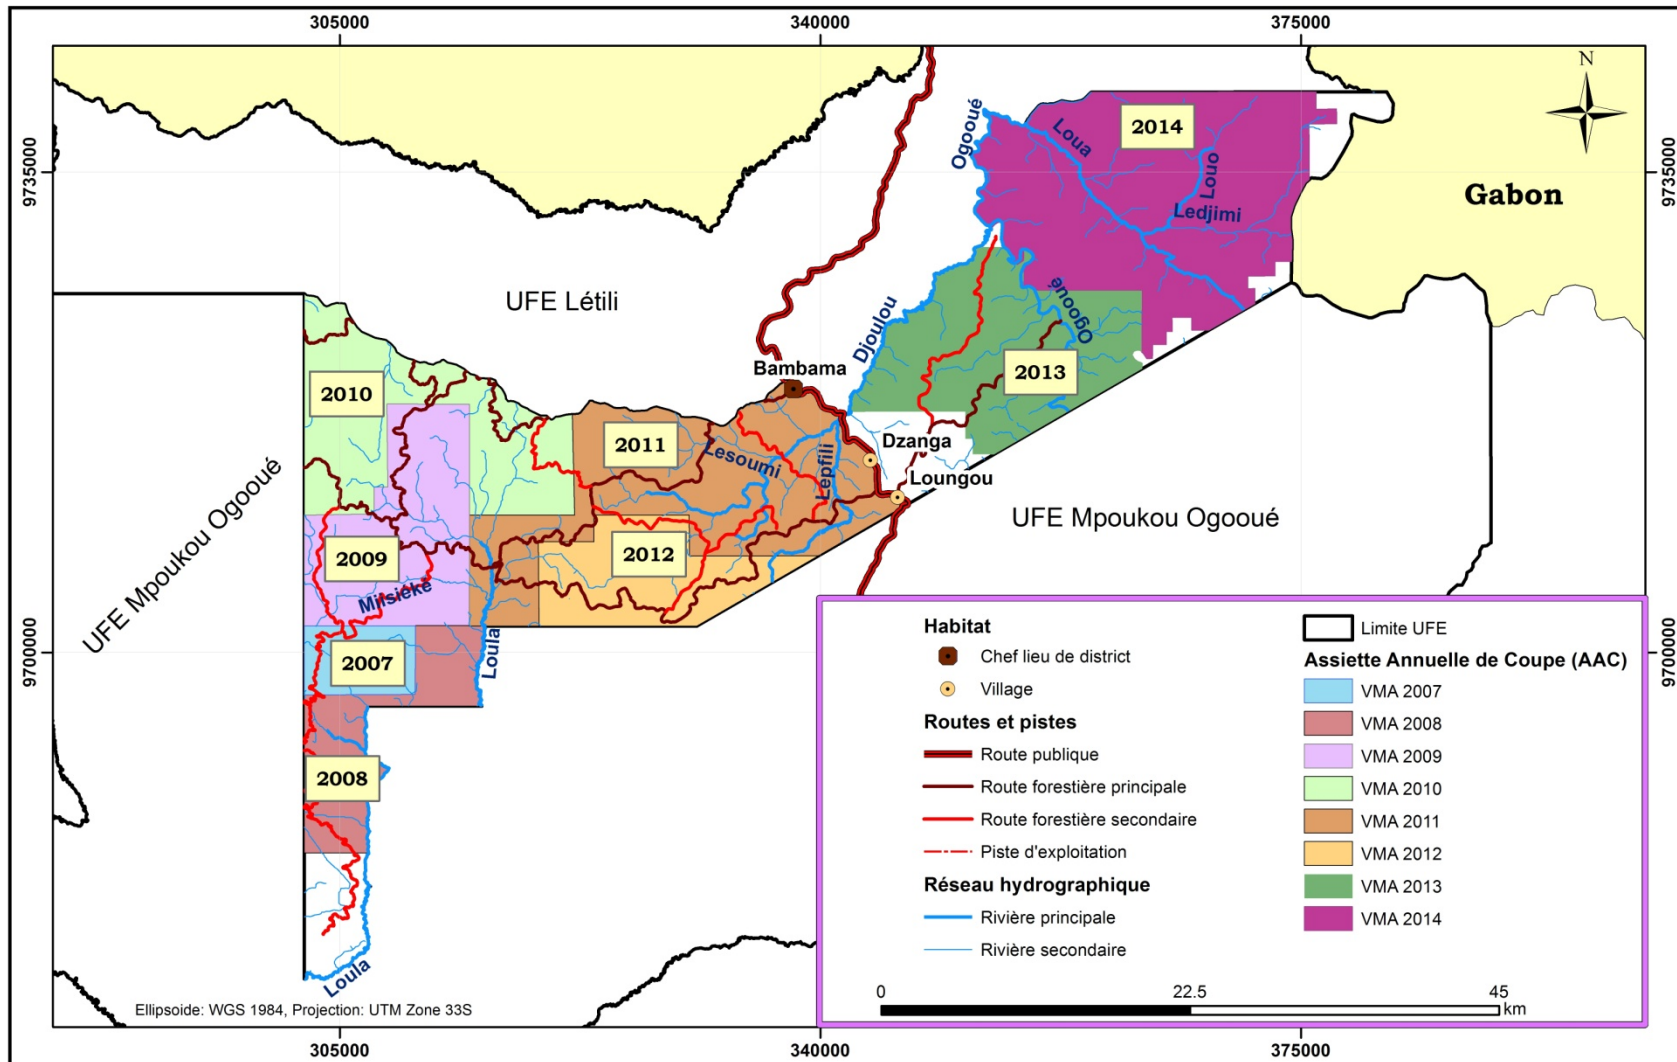 305000
340000
375000
N
9735000
9735000
2014
Ogooué
Loua
Louo
Ledjimi
Gabon
UFE Létili
Djoulou
Ogooué
2013
Bambama
2010
2011
Lesoumi
Lepfili
Dzanga
Loungou
UFE Mpoukou Ogooué
UFE Mpoukou Ogooué
2009
2012
Mitsiéké
9700000
9700000
2007
Loula
2008
Loula
Habitat
Chef lieu de district
Village
Routes et pistes
Route publique
Route forestière principale
Route forestière secondaire
Piste d'exploitation
Réseau hydrographique
Rivière principale
Rivière secondaire
Limite UFE
Assiette Annuelle de Coupe (AAC)
VMA 2007
VMA 2008
VMA 2009
VMA 2010
VMA 2011
VMA 2012
VMA 2013
VMA 2014
0
22.5
45
km
Ellipsoide: WGS 1984, Projection: UTM Zone 33S
305000
340000
375000